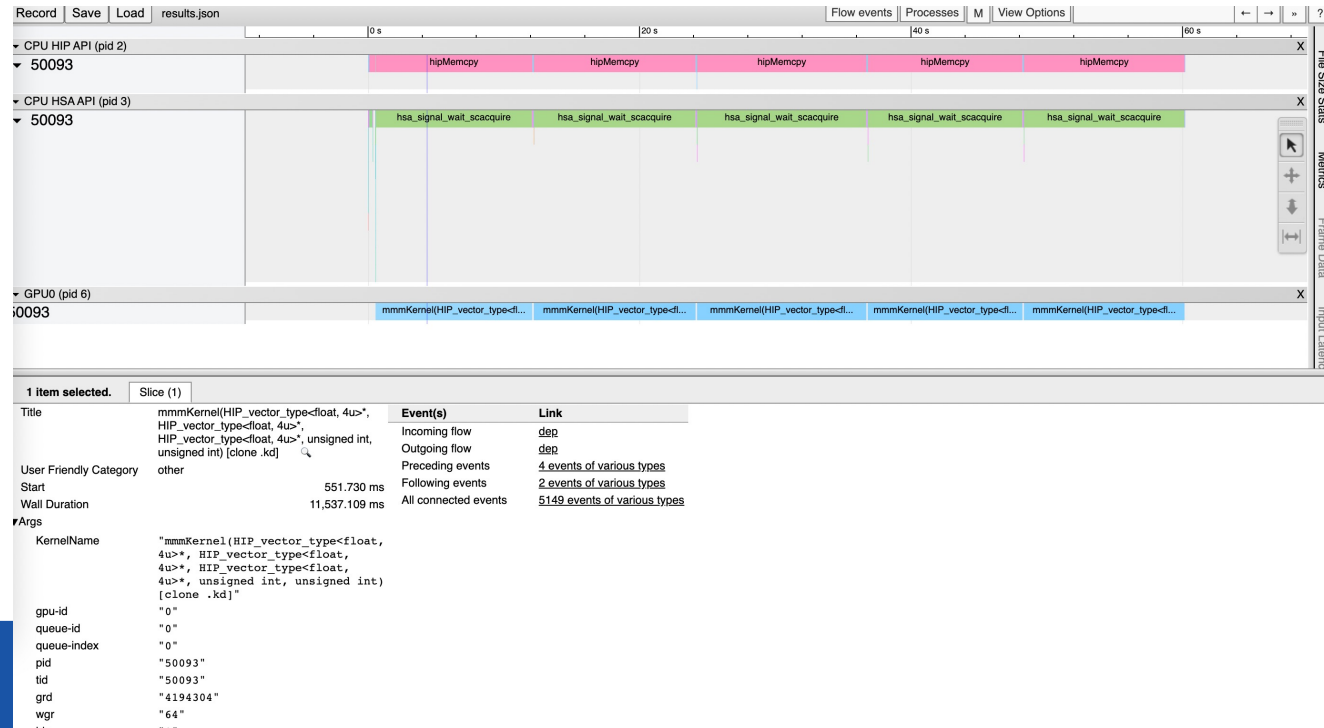 Record Save Load results.json Flow events Processes M View Options ← → » ?
0 s 20 s 40 s 60 s
CPU HIP API (pid 2) X
50093 hipMemcpy hipMemcpy hipMemcpy hipMemcpy hipMemcpy
CPU HSA API (pid 3) X
50093 hsa_signal_wait_scacquire hsa_signal_wait_scacquire hsa_signal_wait_scacquire hsa_signal_wait_scacquire hsa_signal_wait_scacquire
GPU0 (pid 6) X
50093 mmmKernel(HIP_vector_type<fl... mmmKernel(HIP_vector_type<fl... mmmKernel(HIP_vector_type<fl... mmmKernel(HIP_vector_type<fl... mmmKernel(HIP_vector_type<fl...
File Size Stats
Metrics
Frame Data
Input Latenc
1 item selected. Slice (1)
Title mmmKernel(HIP_vector_type<float, 4u>*,
HIP_vector_type<float, 4u>*,
HIP_vector_type<float, 4u>*, unsigned int,
unsigned int) [clone .kd]
User Friendly Category other
Start 551.730 ms
Wall Duration 11,537.109 ms
Args
Event(s) Link
Incoming flow dep
Outgoing flow dep
Preceding events 4 events of various types
Following events 2 events of various types
All connected events 5149 events of various types
KernelName "mmmKernel(HIP_vector_type<float,
4u>*, HIP_vector_type<float,
4u>*, HIP_vector_type<float,
4u>*, unsigned int, unsigned int)
[clone .kd]"
gpu-id "0"
queue-id "0"
queue-index "0"
pid "50093"
tid "50093"
grd "4194304"
wgr "64"